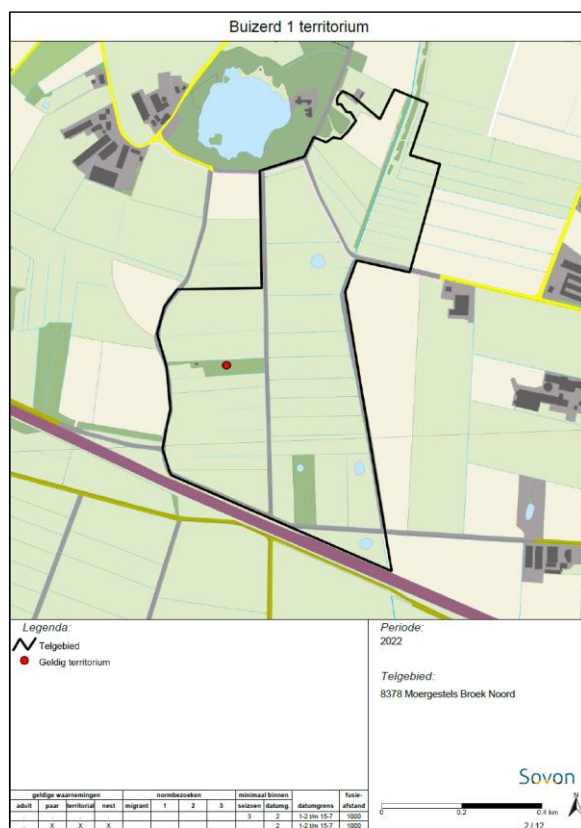 Buizerd 1 territorium
Legenda:
Telgebied
Geldig territorium
Periode:
2022
Telgebied:
8378 Moergestels Broek Noord
Sovon
0 0.2 0.4 km
N
2 / 12
geldige waarnemingen normbezoeken minimaal binnen fusie-
adult paar territorial nest migrant 1 2 3 seizoen datumg. datumgrens afstand
. . . . 3 2 1-2 t/m 15-7 1000
. X X X . 2 1-2 t/m 15-7 1000